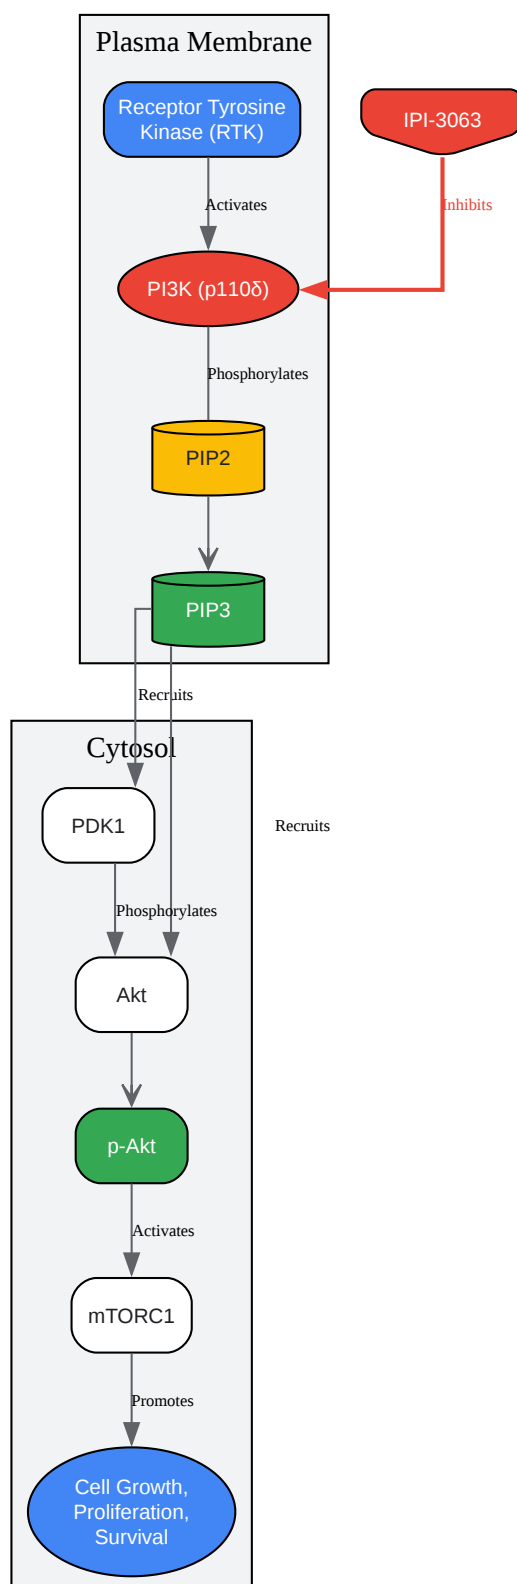 Plasma Membrane
Receptor Tyrosine
Kinase (RTK)
IPI-3063
Activates
Inhibits
PI3K (p110δ)
Phosphorylates
PIP2
PIP3
Recruits
Cytosol
PDK1
Recruits
Phosphorylates
Akt
p-Akt
Activates
mTORC1
Promotes
Cell Growth,
Proliferation,
Survival